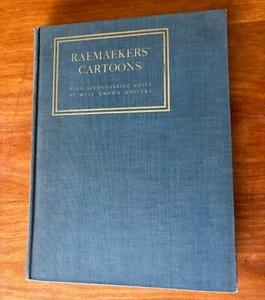 RAEMAEKERS'
CARTOONS
WITH ACCOMPANYING NOTES
BY WELL KNOWN WRITERS